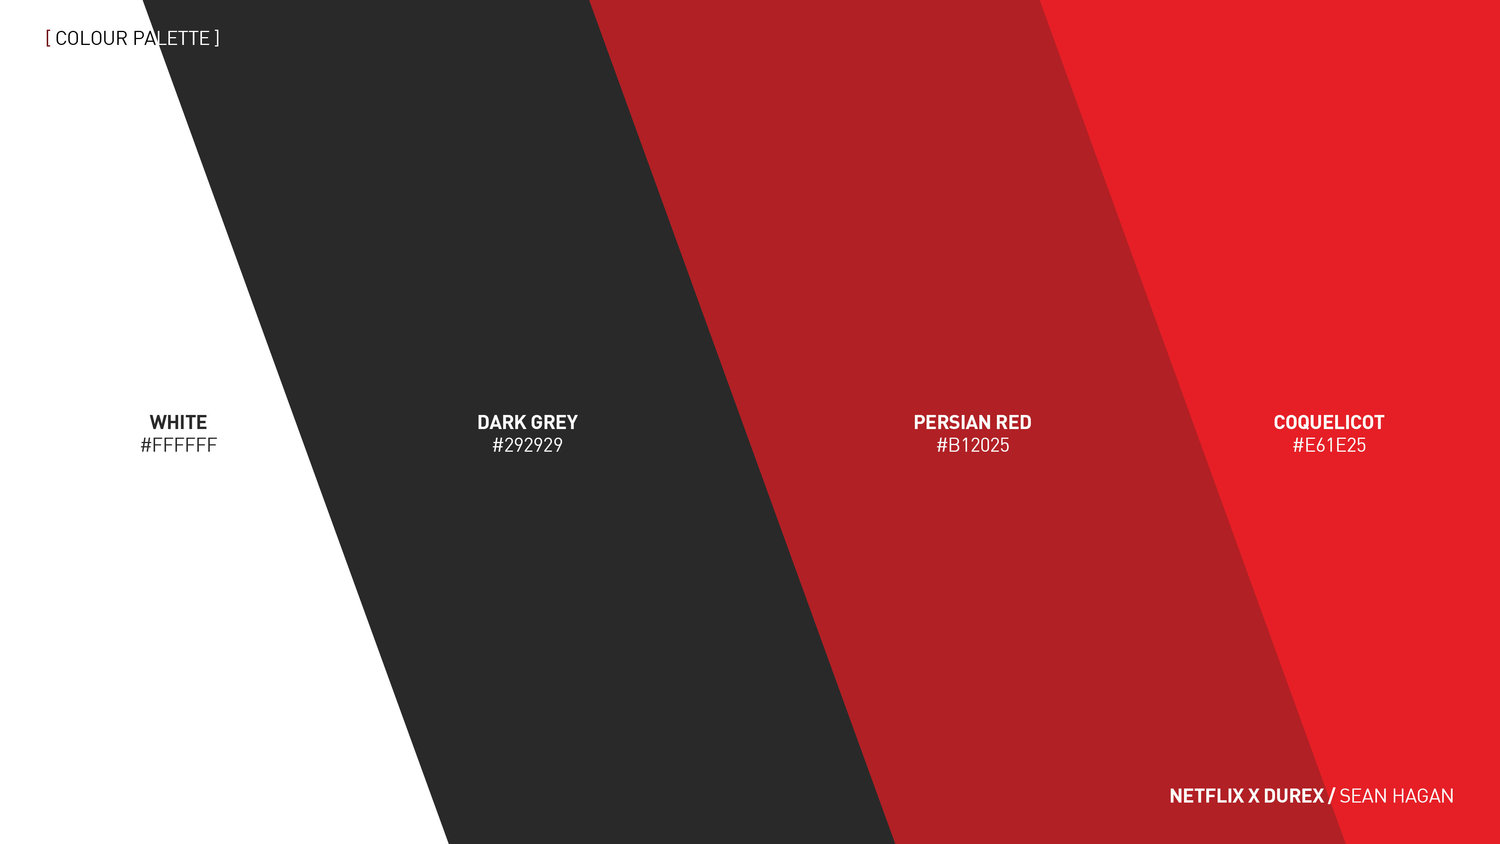 [ COLOUR PALETTE ]
WHITE
#FFFFFF
DARK GREY
#292929
PERSIAN RED
#B12025
COQUELICOT
#E61E25
NETFLIX X DUREX / SEAN HAGAN